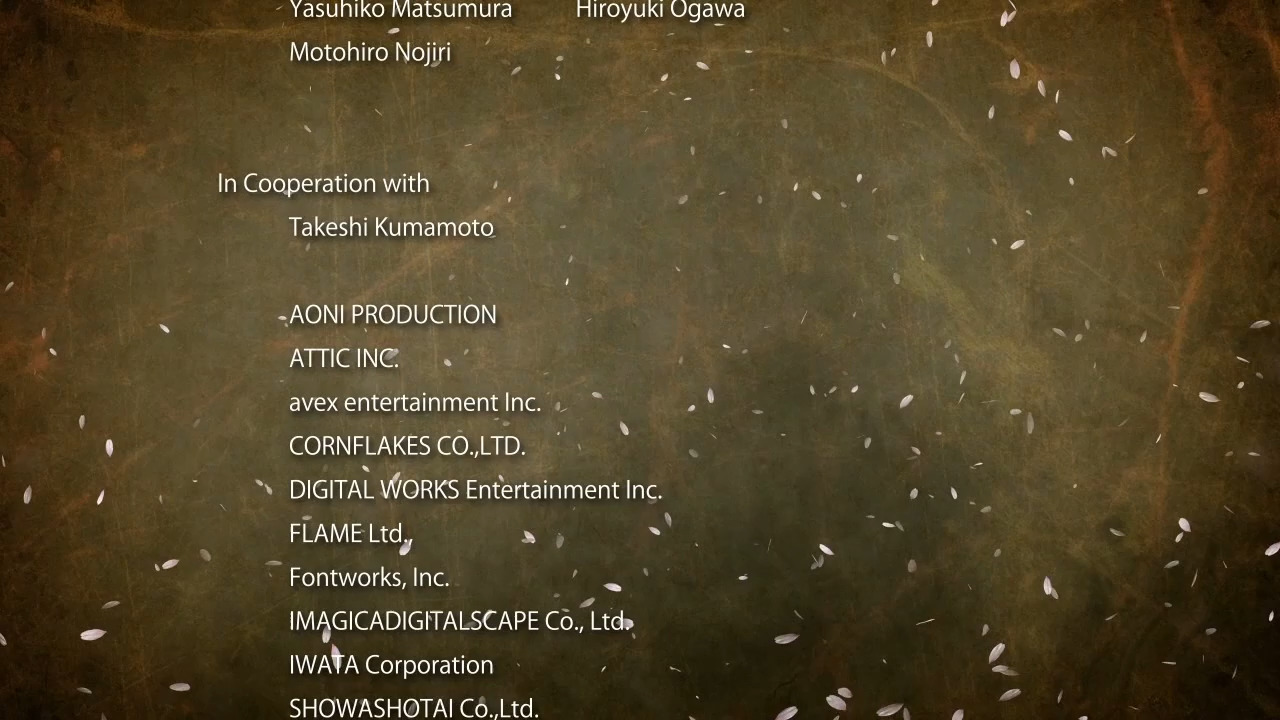 Yasuhiko Matsumura Hiroyuki Ogawa
Motohiro Nojiri
In Cooperation with
Takeshi Kumamoto
AONI PRODUCTION
ATTIC INC.
avex entertainment Inc.
CORNFLAKES CO.,LTD.
DIGITAL WORKS Entertainment Inc.
FLAME Ltd.,
Fontworks, Inc.
IMAGICADIGITALSCAPE Co., Ltd.
IWATA Corporation
SHOWASHOTAI Co.,Ltd.